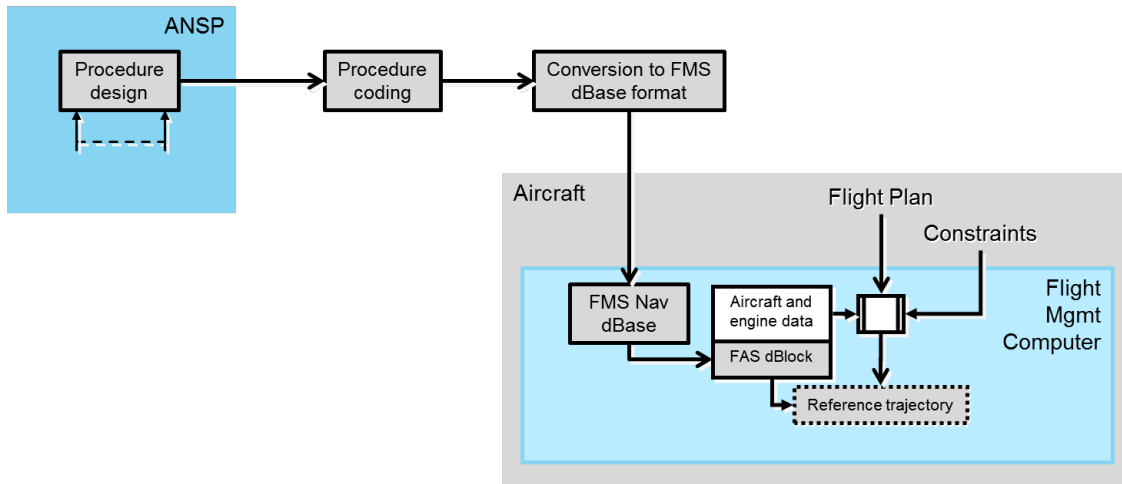 ANSP
Procedure
design
Procedure
coding
Conversion to FMS
dBase format
Aircraft
Flight Plan
Constraints
Flight
Mgmt
Computer
FMS Nav
dBase
Aircraft and
engine data
FAS dBlock
Reference trajectory